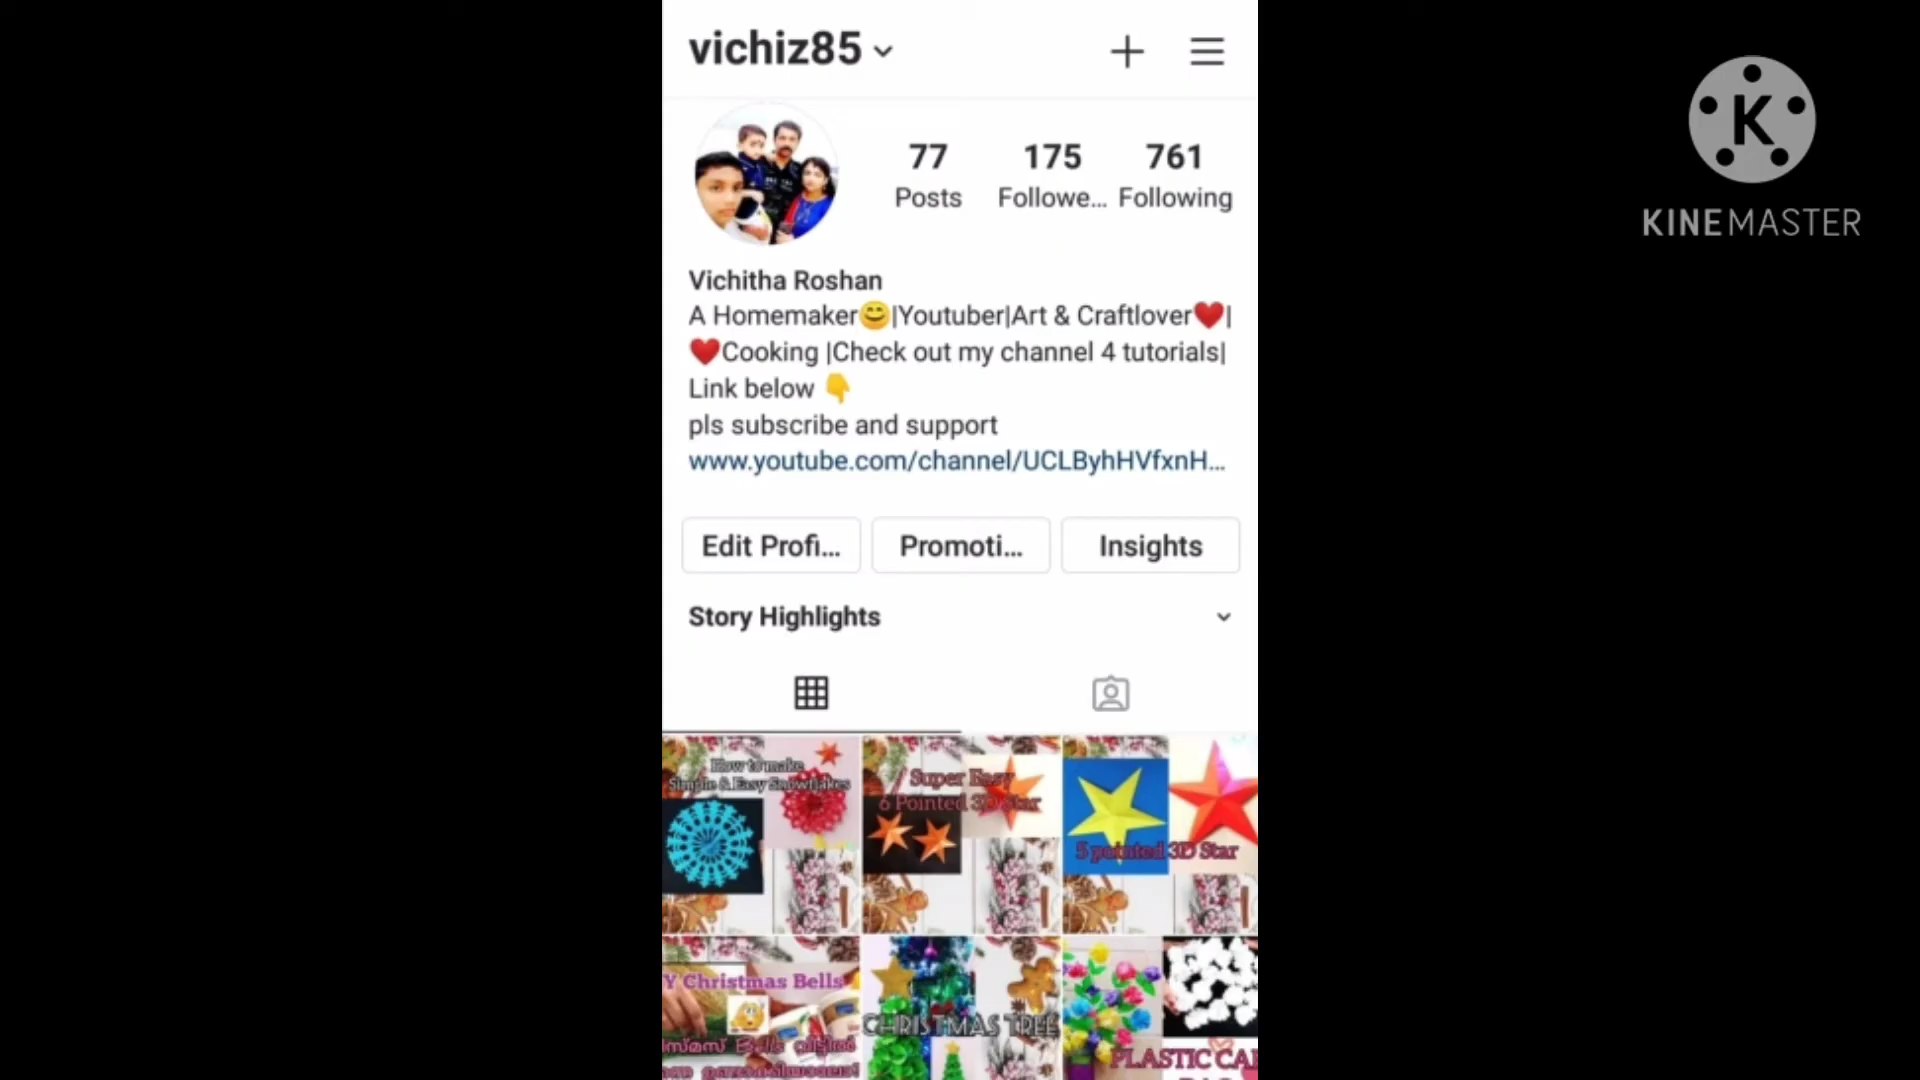 vichiz85
K
KINEMASTER
77 175 761
Posts Followe... Following
Vichitha Roshan
A Homemaker😊|Youtuber|Art & Craftlover❤️|
❤️Cooking |Check out my channel 4 tutorials|
Link below 👇
pls subscribe and support
www.youtube.com/channel/UCLByhHVfxnH...
Edit Profi... Promoti... Insights
Story Highlights
How to make
Simple & Easy Snowflakes
Super Easy
6 Pointed 3D Star
5 pointed 3D Star
Y Christmas Bells
CHRISTMAS TREE
PLASTIC CA